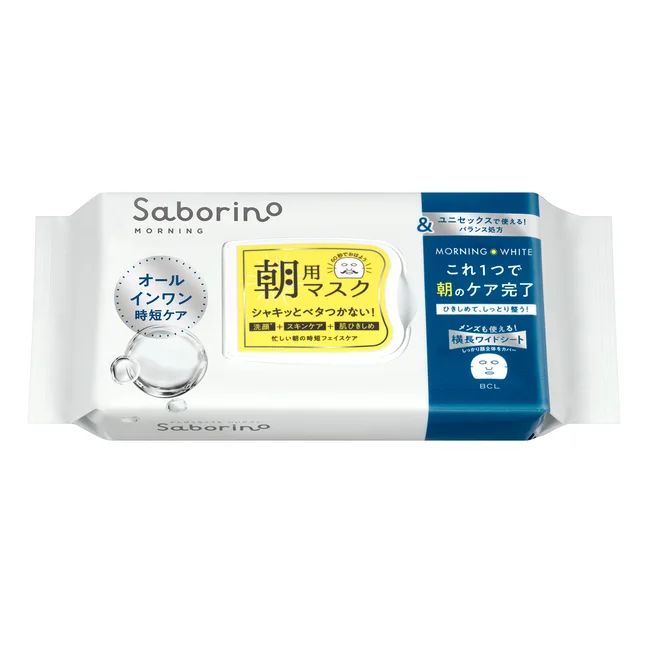 Saborino
MORNING
オール
インワン
時短ケア
60秒でおはよう
朝用マスク
シャキッとベタつかない!
洗顔+スキンケア+肌ひきしめ
忙しい朝の時短フェイスケア
&
ユニセックスで使える!
バランス処方
MORNING WHITE
これ1つで
朝のケア完了
ひきしめて、しっとり整う!
メンズも使える!
横長ワイドシート
しっかり顔全体をカバー
BCL
Saborino